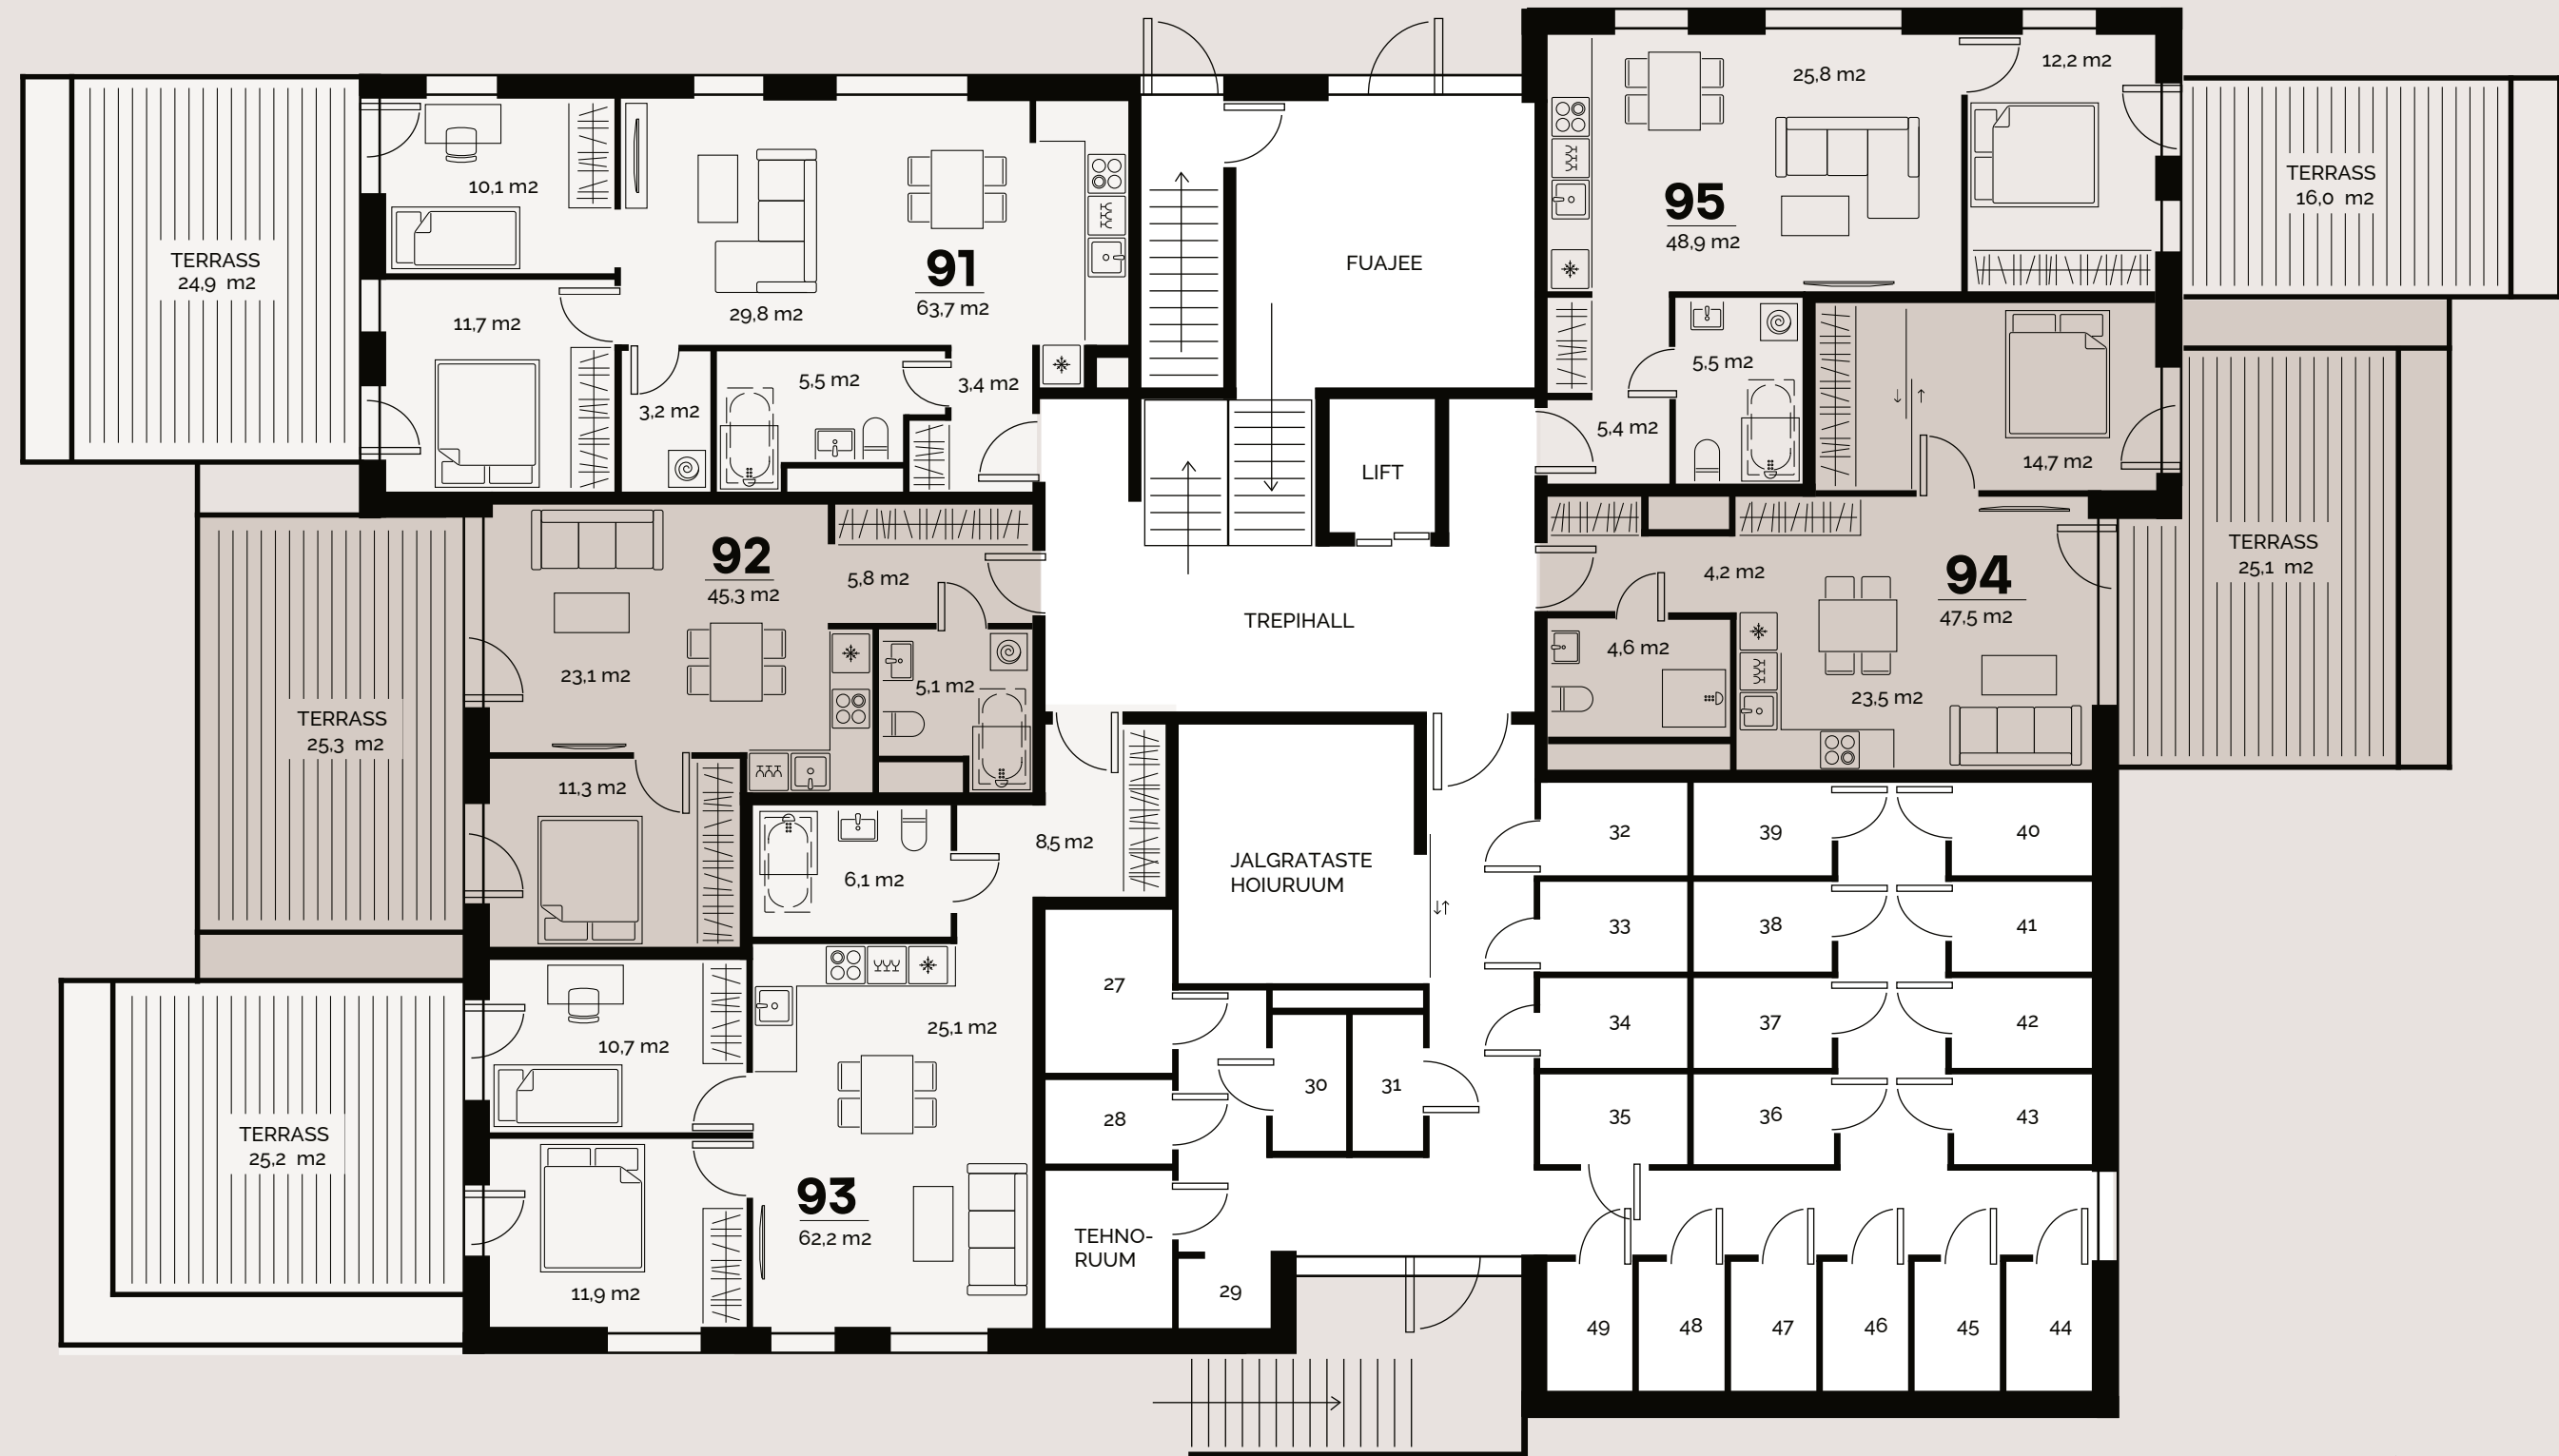 TERRASS
24,9 m2
10,1 m2
11,7 m2
29,8 m2
91
63,7 m2
3,2 m2
5,5 m2
3,4 m2
FUAJEE
LIFT
TREPIHALL
95
48,9 m2
25,8 m2
12,2 m2
5,5 m2
5,4 m2
TERRASS
16,0 m2
14,7 m2
94
47,5 m2
4,2 m2
4,6 m2
23,5 m2
TERRASS
25,1 m2
92
45,3 m2
5,8 m2
23,1 m2
5,1 m2
11,3 m2
TERRASS
25,3 m2
8,5 m2
6,1 m2
25,1 m2
10,7 m2
93
62,2 m2
11,9 m2
TERRASS
25,2 m2
JALGRATASTE
HOIURUUM
27
28
30
31
TEHNO-
RUUM
29
32
39
40
33
38
41
34
37
42
35
36
43
49
48
47
46
45
44